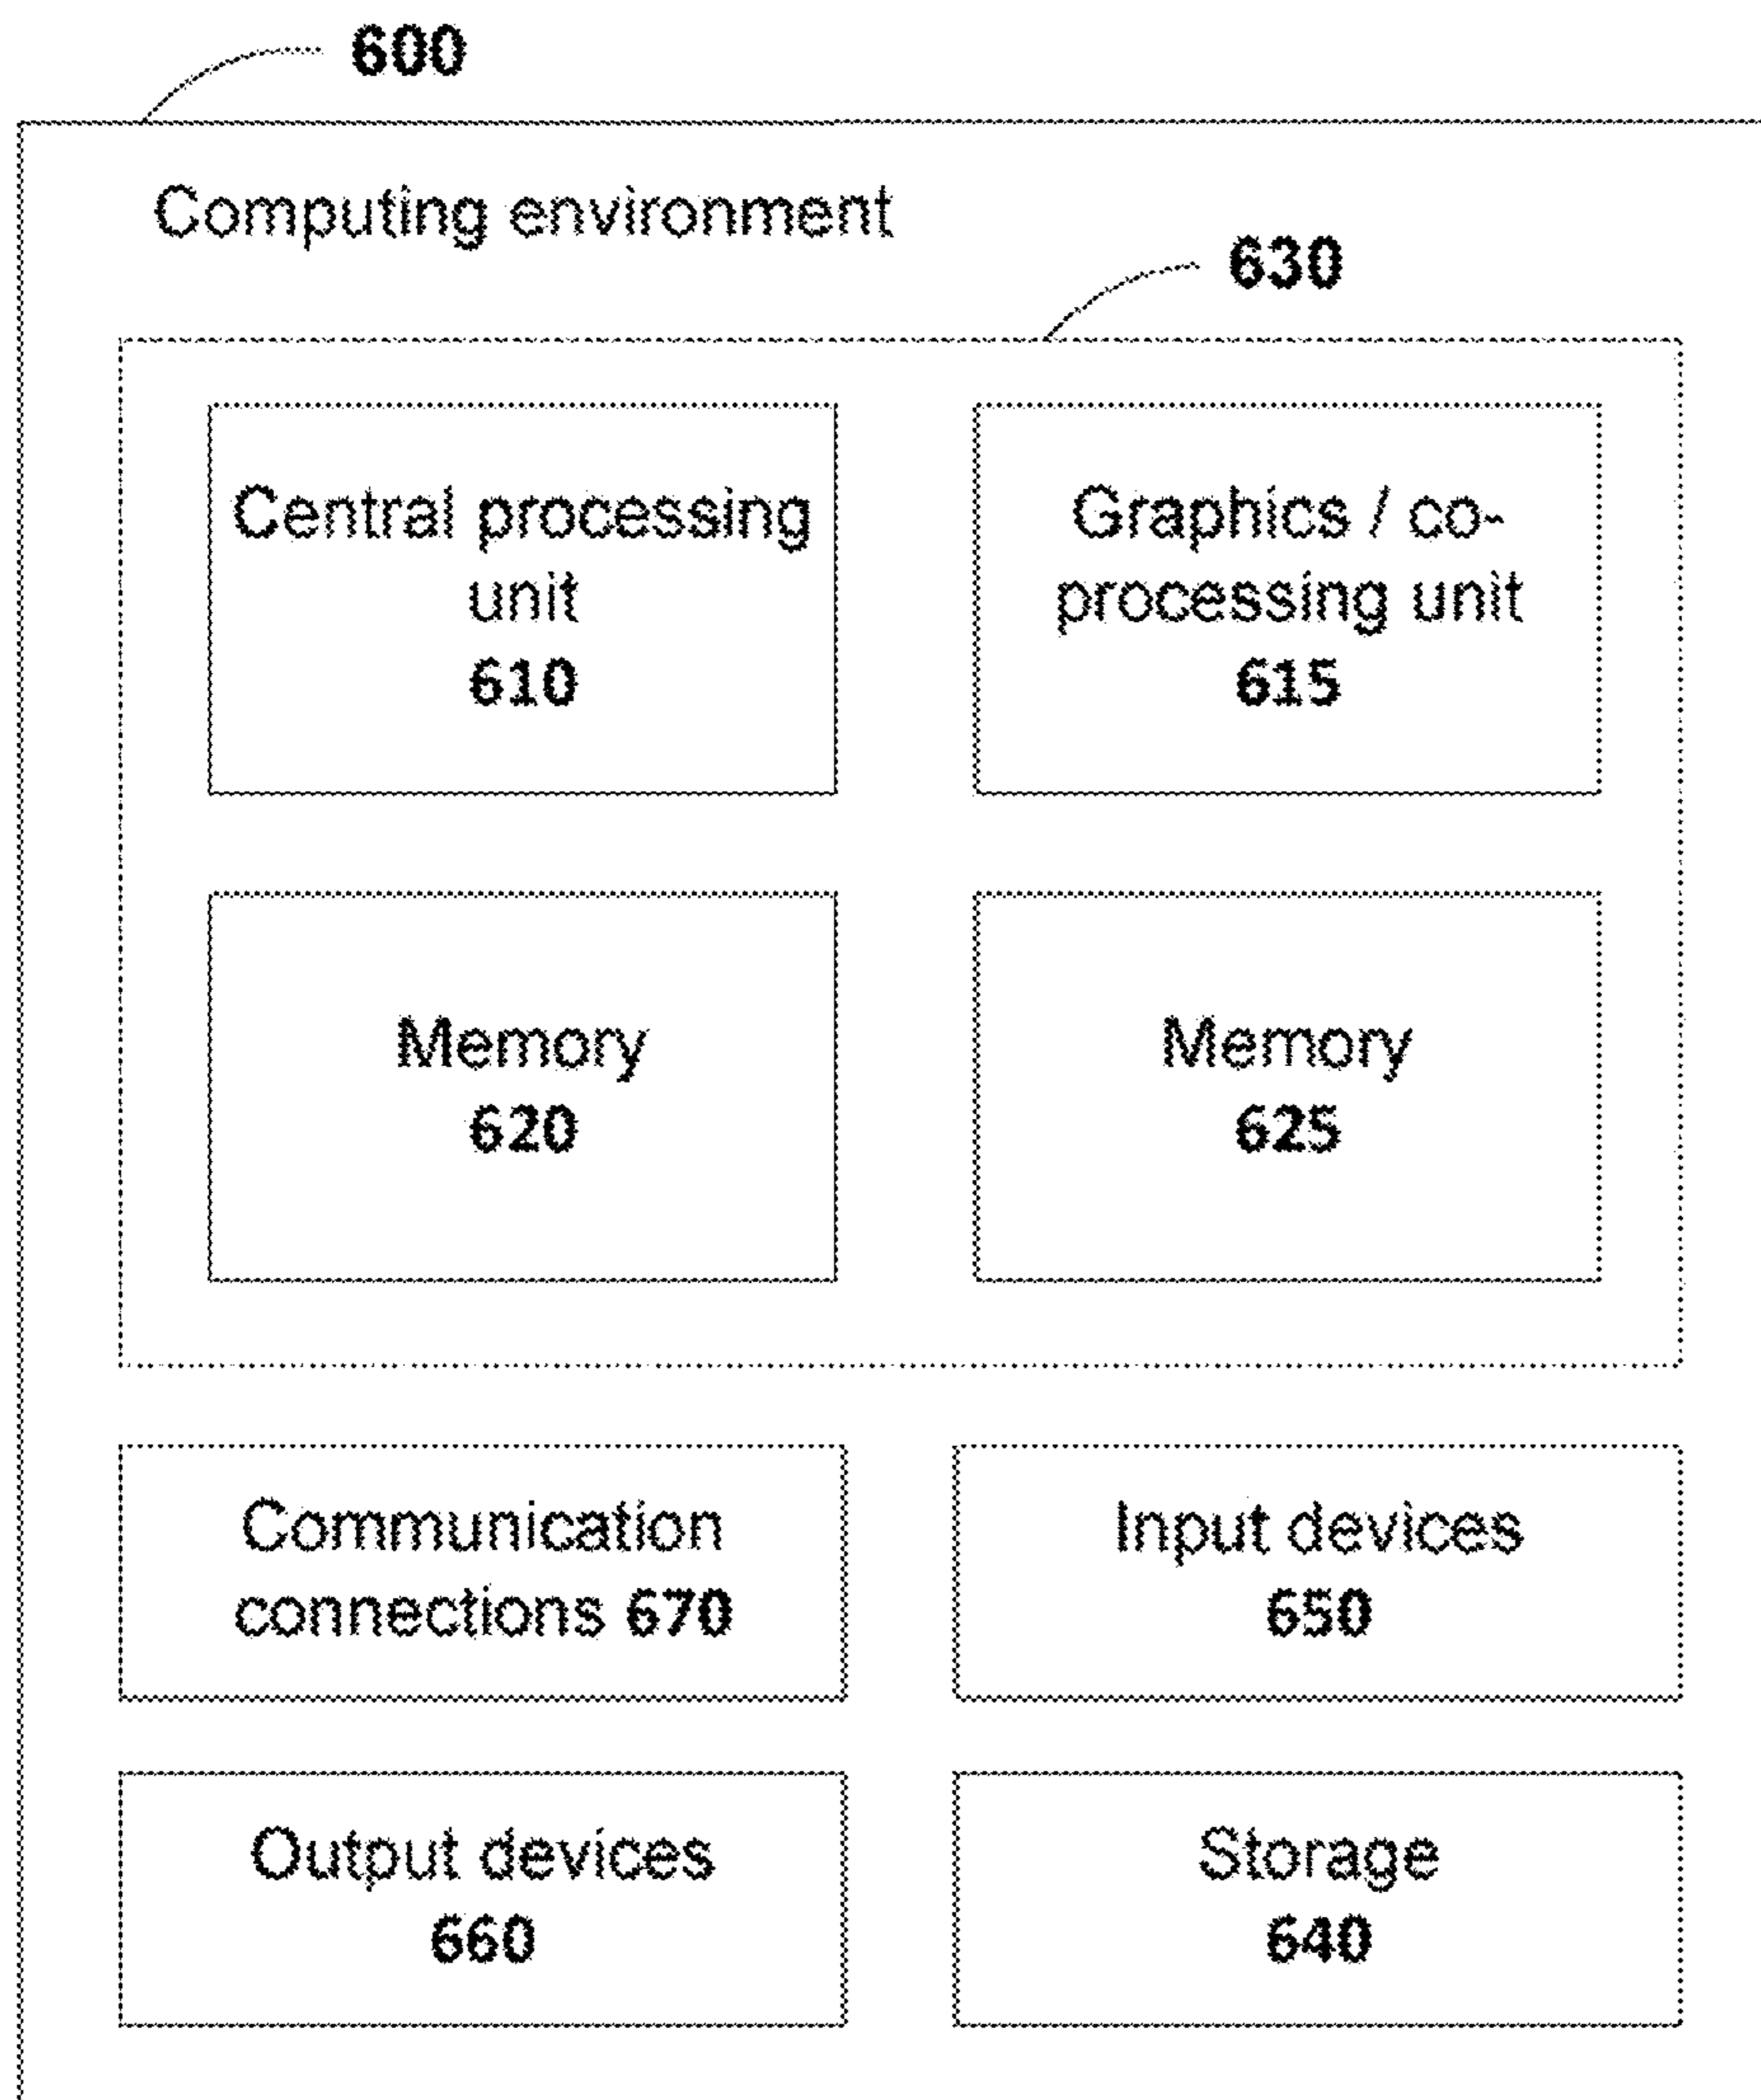 600
Computing environment
630
Central processing
unit
610
Graphics / co-
processing unit
615
Memory
620
Memory
625
Communication
connections 670
Input devices
650
Output devices
660
Storage
640